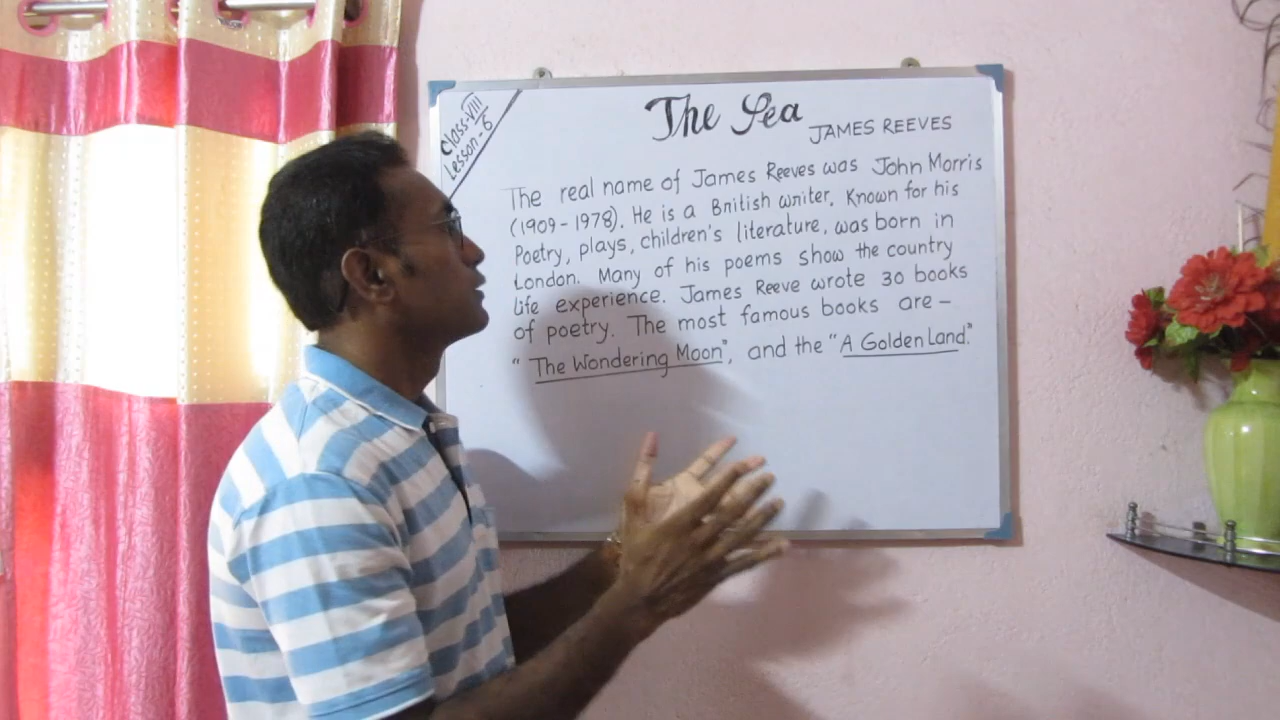 Class-VIII
Lesson-5
The Sea
JAMES REEVES
The real name of James Reeves was John Morris
(1909-1978). He is a British writer, Known for his
Poetry, plays, children's literature, was born in
London. Many of his poems show the country
life experience. James Reeve wrote 30 books
of poetry. The most famous books are –
" The Wondering Moon", and the "A Golden Land."